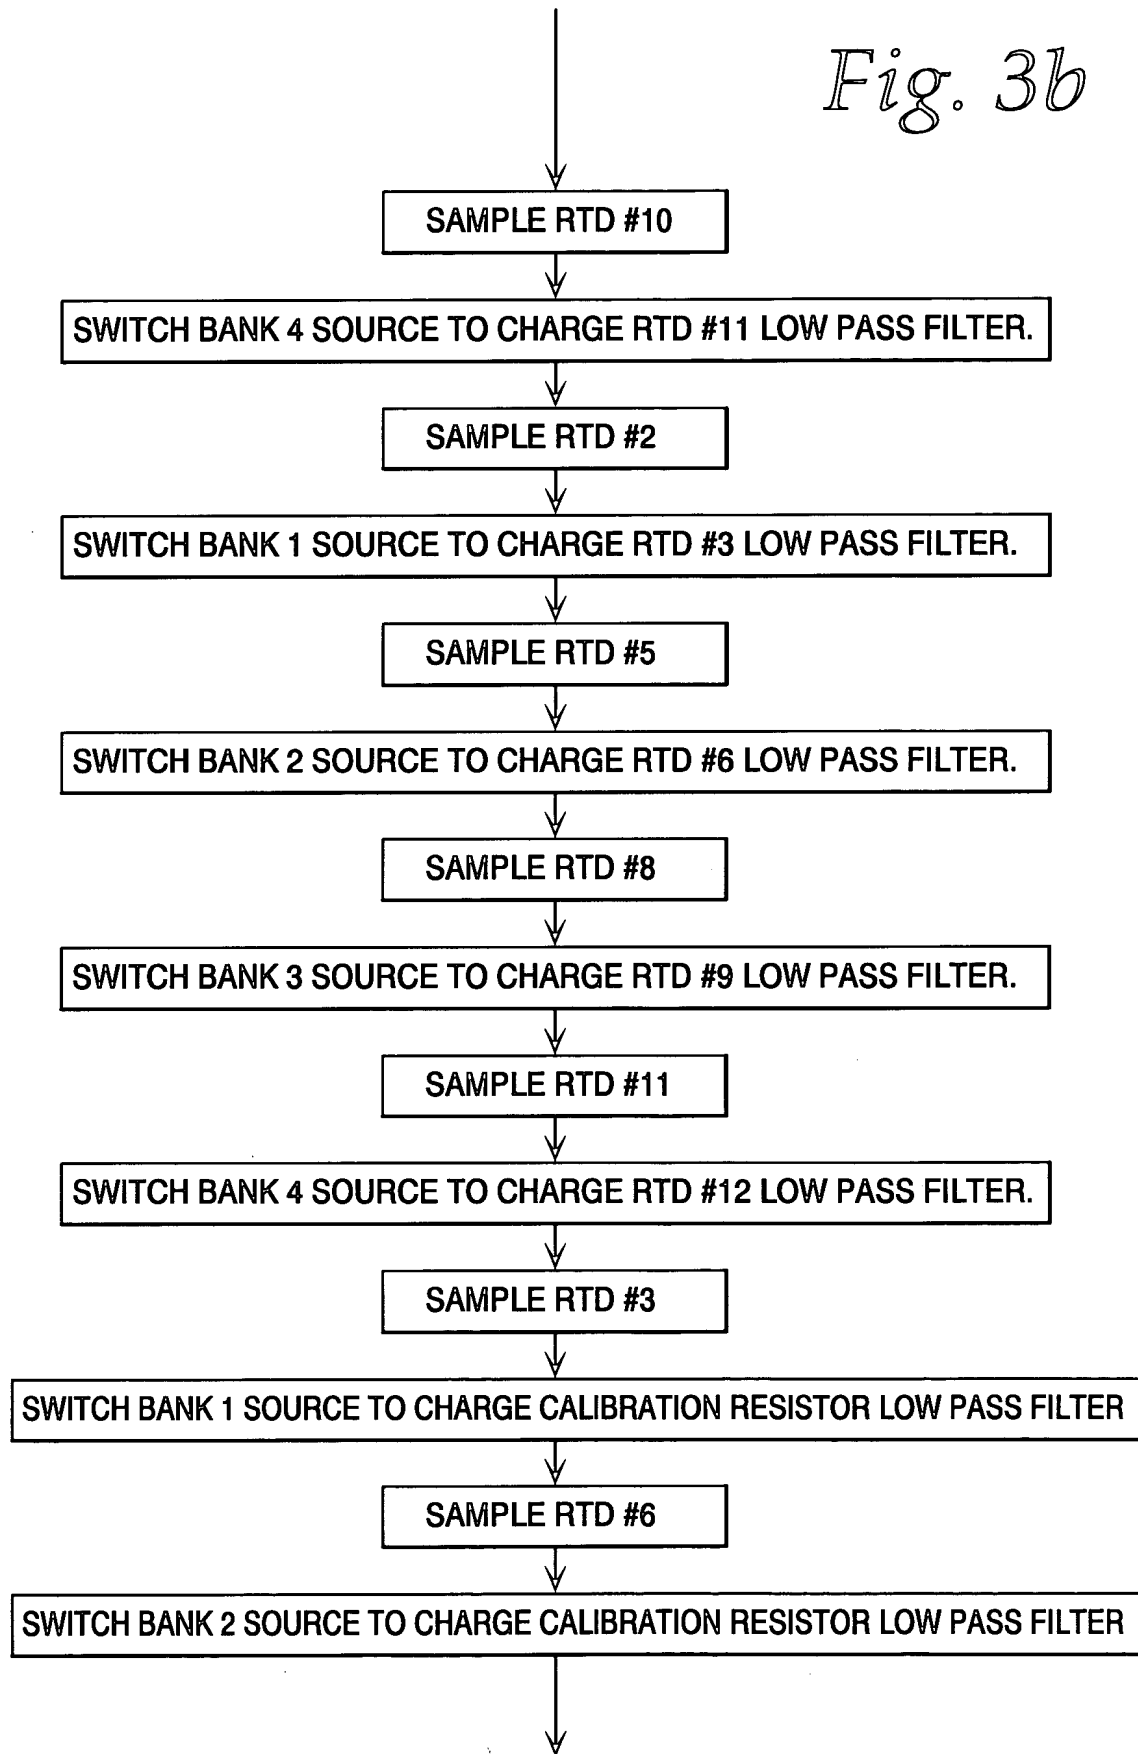 Fig. 3b
SAMPLE RTD #10
SWITCH BANK 4 SOURCE TO CHARGE RTD #11 LOW PASS FILTER.
SAMPLE RTD #2
SWITCH BANK 1 SOURCE TO CHARGE RTD #3 LOW PASS FILTER.
SAMPLE RTD #5
SWITCH BANK 2 SOURCE TO CHARGE RTD #6 LOW PASS FILTER.
SAMPLE RTD #8
SWITCH BANK 3 SOURCE TO CHARGE RTD #9 LOW PASS FILTER.
SAMPLE RTD #11
SWITCH BANK 4 SOURCE TO CHARGE RTD #12 LOW PASS FILTER.
SAMPLE RTD #3
SWITCH BANK 1 SOURCE TO CHARGE CALIBRATION RESISTOR LOW PASS FILTER
SAMPLE RTD #6
SWITCH BANK 2 SOURCE TO CHARGE CALIBRATION RESISTOR LOW PASS FILTER